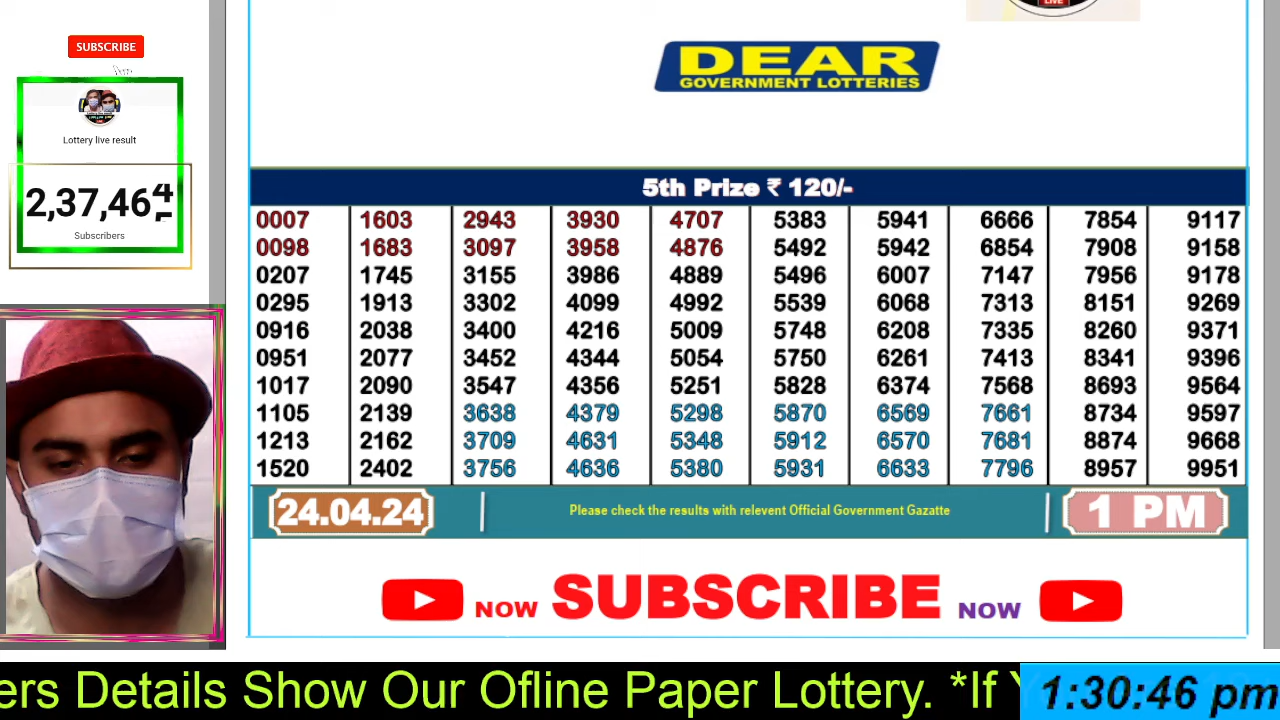 SUBSCRIBE
Lottery live result
2,37,46
Subscribers
LIVE
DEAR
GOVERNMENT LOTTERIES
5th Prize ₹ 120/-
0007 1603 2943 3930 4707 5383 5941 6666 7854 9117
0098 1683 3097 3958 4876 5492 5942 6854 7908 9158
0207 1745 3155 3986 4889 5496 6007 7147 7956 9178
0295 1913 3302 4099 4992 5539 6068 7313 8151 9269
0916 2038 3400 4216 5009 5748 6208 7335 8260 9371
0951 2077 3452 4344 5054 5750 6261 7413 8341 9396
1017 2090 3547 4356 5251 5828 6374 7568 8693 9564
1105 2139 3638 4379 5298 5870 6569 7661 8734 9597
1213 2162 3709 4631 5348 5912 6570 7681 8874 9668
1520 2402 3756 4636 5380 5931 6633 7796 8957 9951
24.04.24 Please check the results with relevent Official Government Gazatte 1 PM
NOW SUBSCRIBE NOW
ers Details Show Our Ofline Paper Lottery. *If Y 1:30:46 pm